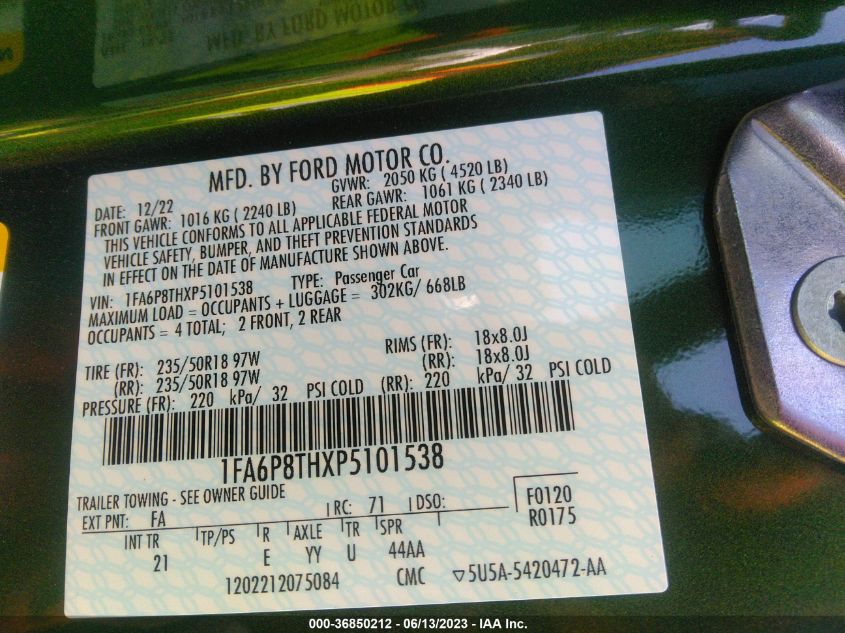 MFD. BY FORD MOTOR CO.
DATE: 12/22 GVWR: 2050 KG ( 4520 LB)
FRONT GAWR: 1016 KG ( 2240 LB) REAR GAWR: 1061 KG ( 2340 LB)
THIS VEHICLE CONFORMS TO ALL APPLICABLE FEDERAL MOTOR
VEHICLE SAFETY, BUMPER, AND THEFT PREVENTION STANDARDS
IN EFFECT ON THE DATE OF MANUFACTURE SHOWN ABOVE.
VIN: 1FA6P8THXP5101538 TYPE: Passenger Car
MAXIMUM LOAD = OCCUPANTS + LUGGAGE = 302KG/ 668LB
OCCUPANTS = 4 TOTAL; 2 FRONT, 2 REAR
TIRE (FR): 235/50R18 97W RIMS (FR): 18x8.0J
(RR): 235/50R18 97W (RR): 18x8.0J
PRESSURE (FR): 220 kPa/ 32 PSI COLD (RR): 220 kPa/ 32 PSI COLD
1FA6P8THXP5101538
TRAILER TOWING - SEE OWNER GUIDE
EXT PNT: FA RC: 71 DSO: F0120
R0175
INT TR TP/PS R AXLE TR SPR
21 E YY U 44AA
1202212075084 CMC ▽5U5A-5420472-AA
000-36850212 - 06/13/2023 - IAA Inc.